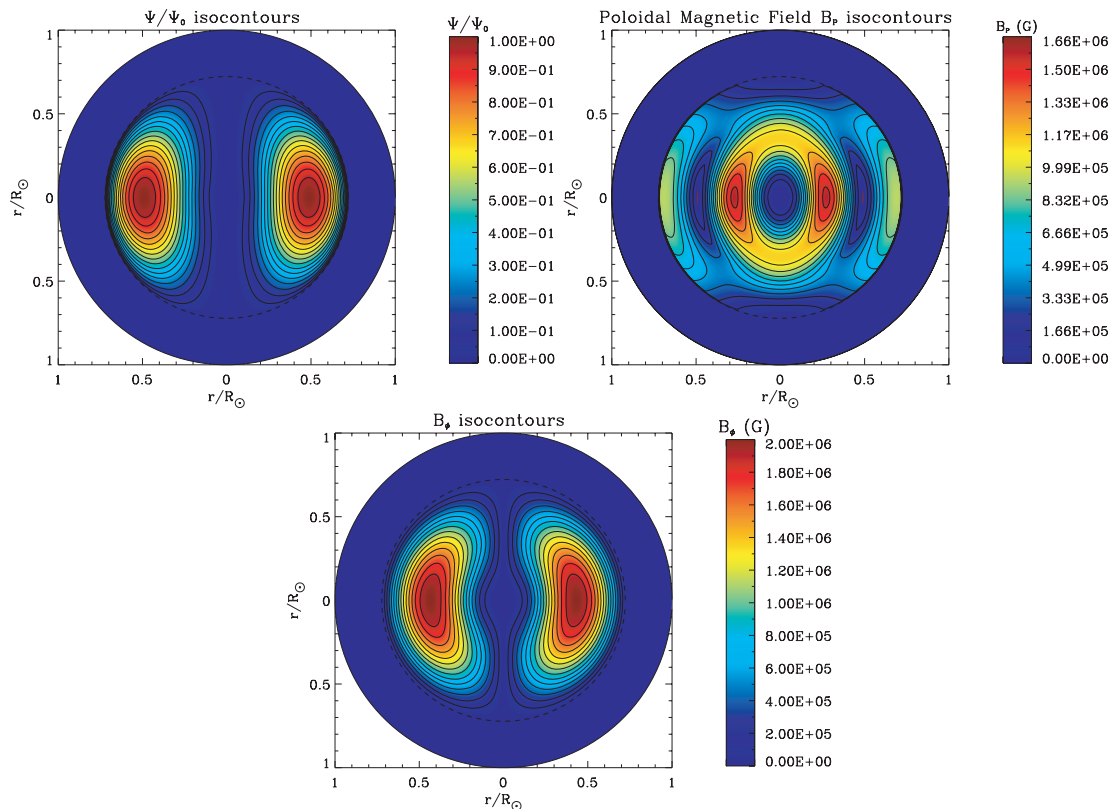 Ψ/Ψ₀ isocontours
Ψ/Ψ₀
1.00E+00
9.00E−01
8.00E−01
7.00E−01
6.00E−01
5.00E−01
4.00E−01
3.00E−01
2.00E−01
1.00E−01
0.00E+00
1
0.5
0
0.5
1
r/R⊙
1
0.5
0
0.5
1
r/R⊙
Poloidal Magnetic Field Bₚ isocontours
Bₚ (G)
1.66E+06
1.50E+06
1.33E+06
1.17E+06
9.99E+05
8.32E+05
6.66E+05
4.99E+05
3.33E+05
1.66E+05
0.00E+00
1
0.5
0
0.5
1
r/R⊙
1
0.5
0
0.5
1
r/R⊙
Bᵩ isocontours
Bᵩ (G)
2.00E+06
1.80E+06
1.60E+06
1.40E+06
1.20E+06
1.00E+06
8.00E+05
6.00E+05
4.00E+05
2.00E+05
0.00E+00
1
0.5
0
0.5
1
r/R⊙
1
0.5
0
0.5
1
r/R⊙